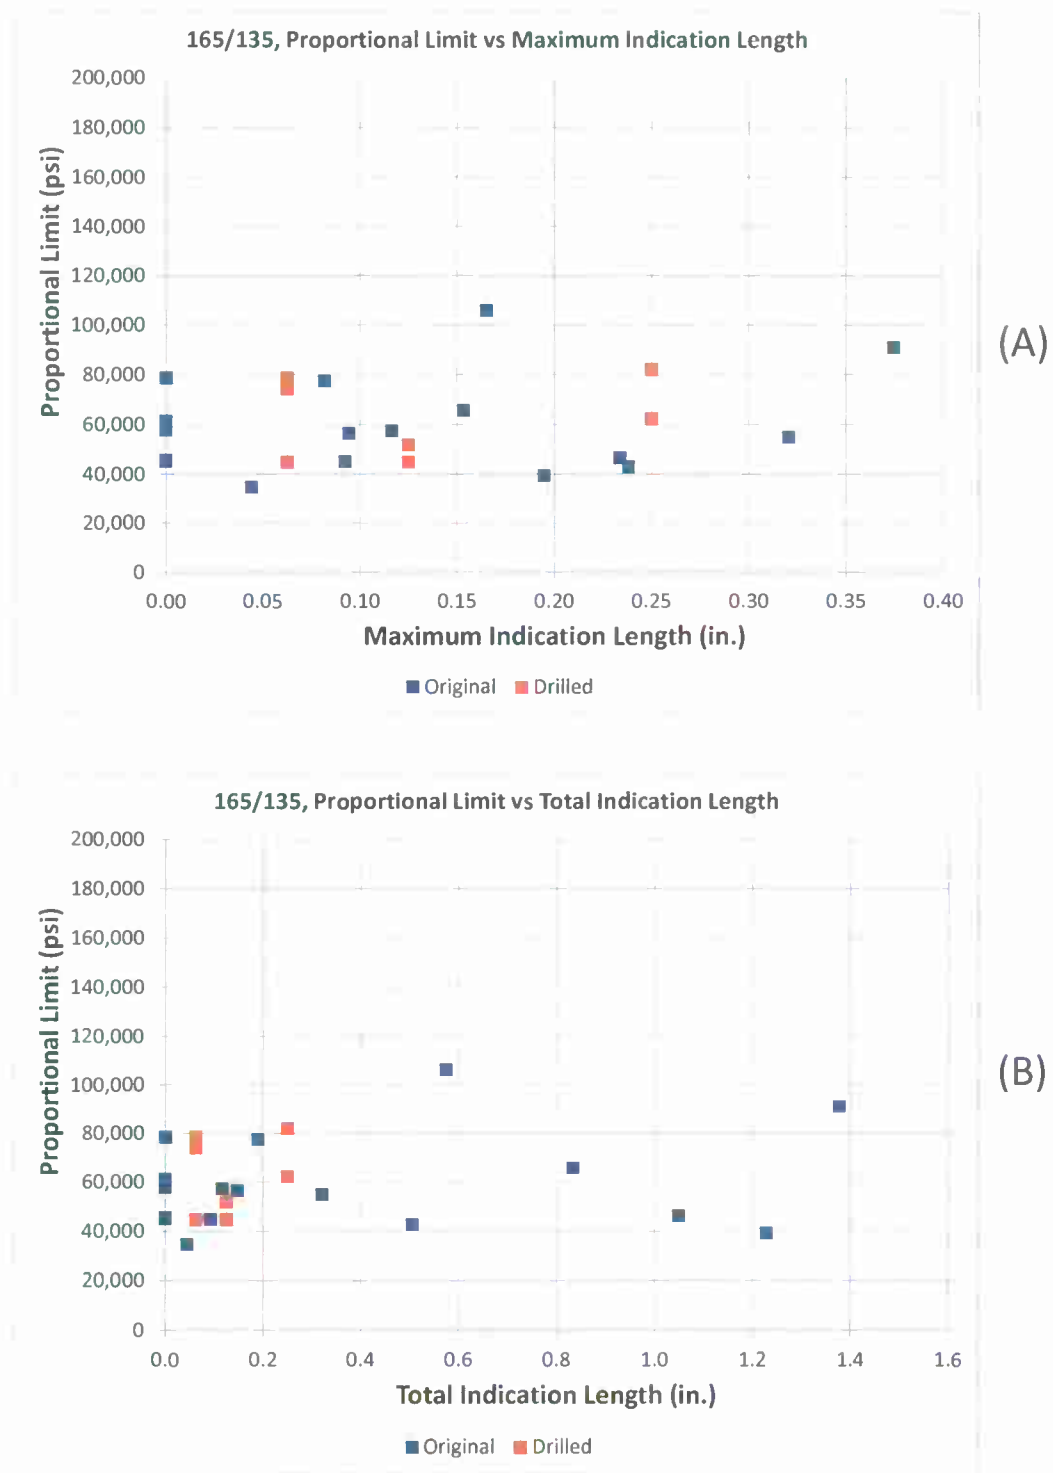 165/135, Proportional Limit vs Maximum Indication Length
200,000
180,000
160,000
140,000
120,000
100,000
80,000
60,000
40,000
20,000
0
Proportional Limit (psi)
0.00 0.05 0.10 0.15 0.20 0.25 0.30 0.35 0.40
Maximum Indication Length (in.)
Original Drilled
(A)
165/135, Proportional Limit vs Total Indication Length
200,000
180,000
160,000
140,000
120,000
100,000
80,000
60,000
40,000
20,000
0
Proportional Limit (psi)
0.0 0.2 0.4 0.6 0.8 1.0 1.2 1.4 1.6
Total Indication Length (in.)
Original Drilled
(B)